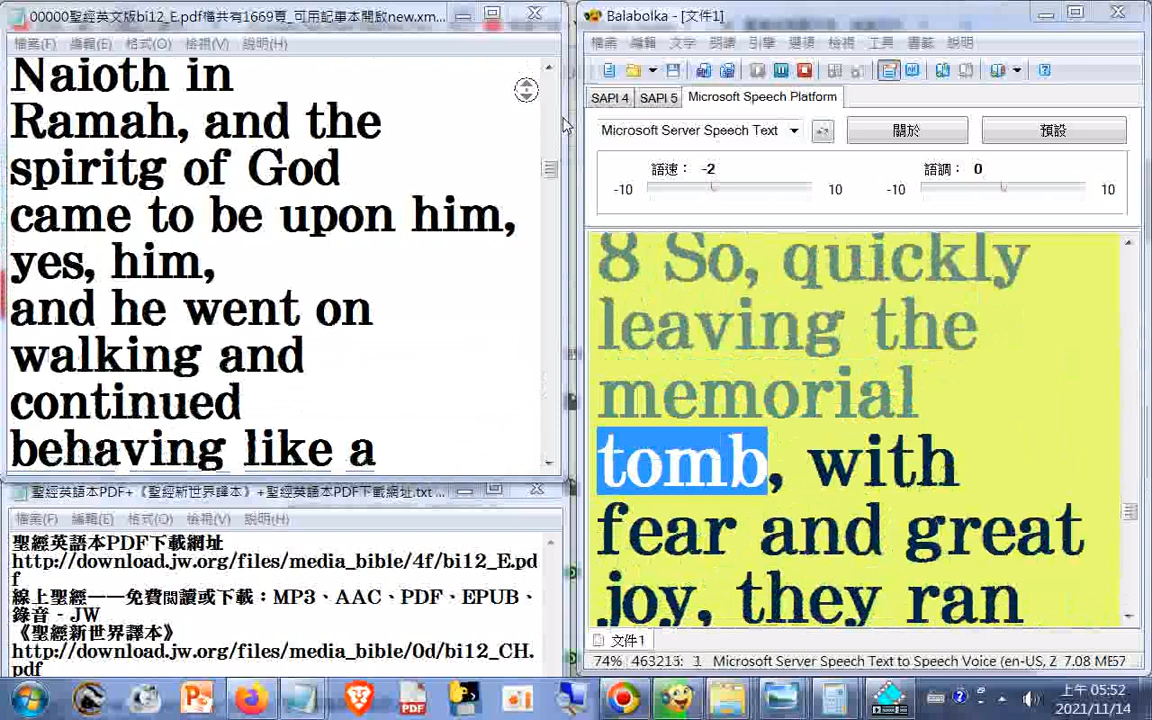 00000聖經英文版bi12_E.pdf檔共有1669頁_可用記事本開啟new.xm...
檔案(F) 編輯(E) 格式(O) 檢視(V) 說明(H)
Naioth in
Ramah, and the
spiritg of God
came to be upon him,
yes, him,
and he went on
walking and
continued
behaving like a
聖經英語本PDF+《聖經新世界譯本》+聖經英語本PDF下載網址.txt ...
檔案(F) 編輯(E) 格式(O) 檢視(V) 說明(H)
聖經英語本PDF下載網址
http://download.jw.org/files/media_bible/4f/bi12_E.pd
f
線上聖經——免費閱讀或下載：MP3、AAC、PDF、EPUB、
錄音 - JW
《聖經新世界譯本》
http://download.jw.org/files/media_bible/0d/bi12_CH.
pdf
Balabolka - [文件1]
檔案 編輯 文字 朗讀 引擎 選項 檢視 工具 書籤 說明
SAPI 4 SAPI 5 Microsoft Speech Platform
Microsoft Server Speech Text 關於 預設
語速： -2 語調： 0
-10 10 -10 10
8 So, quickly
leaving the
memorial
tomb, with
fear and great
joy, they ran
文件1
74% 463213: 1 Microsoft Server Speech Text to Speech Voice (en-US, Z 7.08 ME57
PDF
上午 05:52
2021/11/14